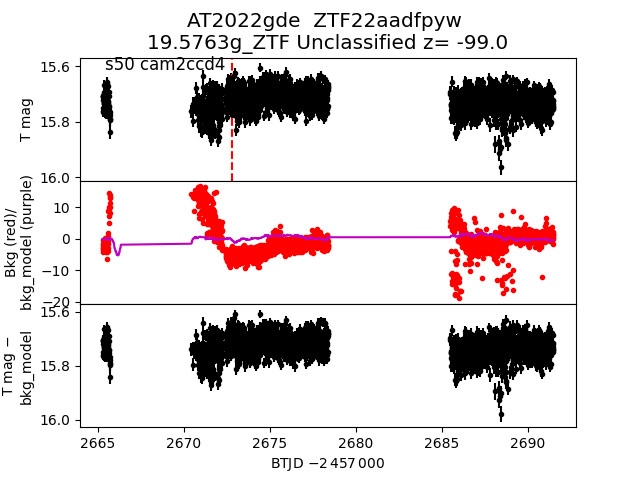 AT2022gde  ZTF22aadfpyw
19.5763g_ZTF Unclassified z= -99.0
s50 cam2ccd4
15.6
15.8
16.0
T mag
10
0
−10
−20
Bkg (red)/
bkg_model (purple)
15.6
15.8
16.0
T mag −
bkg_model
2665
2670
2675
2680
2685
2690
BTJD −2 457 000